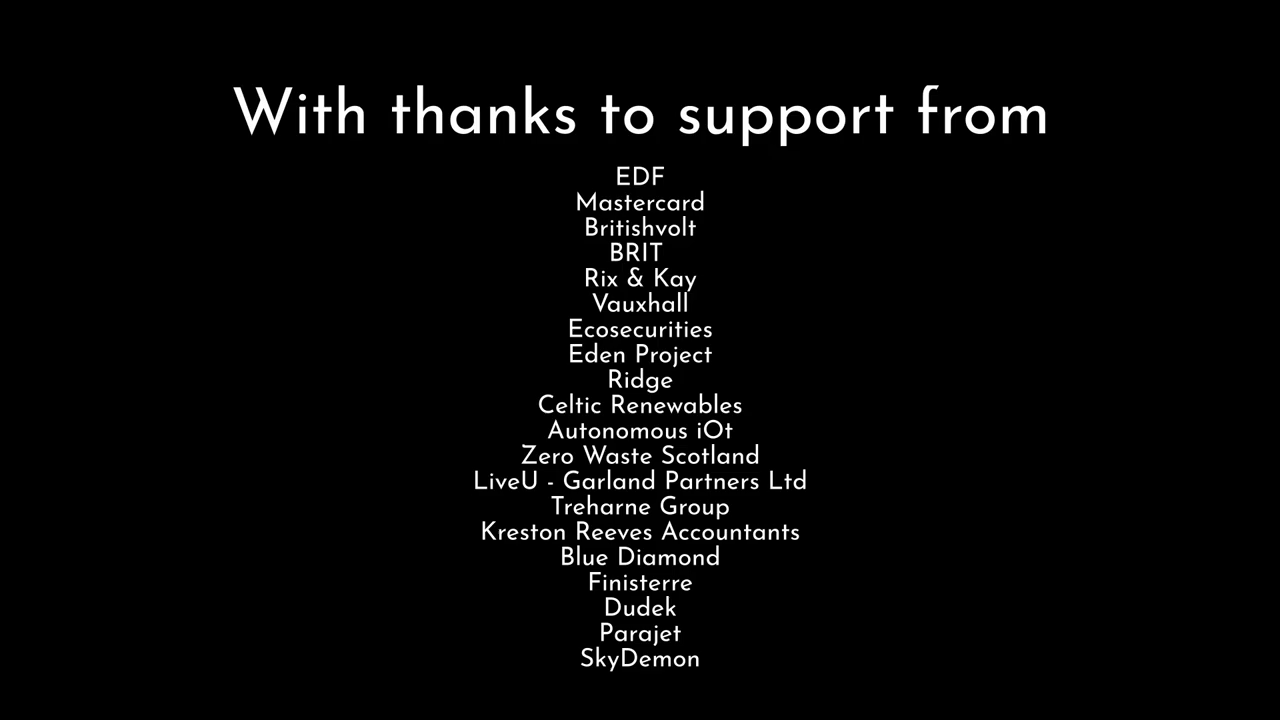 With thanks to support from
EDF
Mastercard
Britishvolt
BRIT
Rix & Kay
Vauxhall
Ecosecurities
Eden Project
Ridge
Celtic Renewables
Autonomous iOt
Zero Waste Scotland
LiveU - Garland Partners Ltd
Treharne Group
Kreston Reeves Accountants
Blue Diamond
Finisterre
Dudek
Parajet
SkyDemon